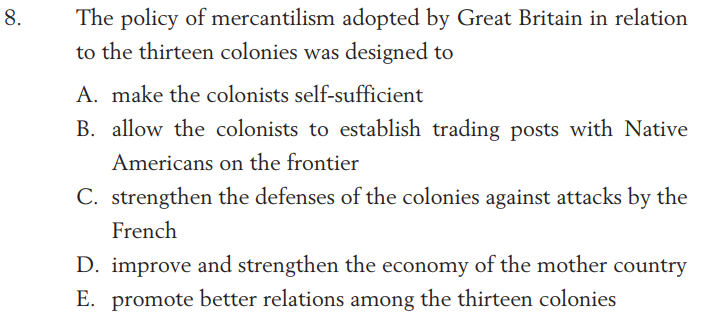 8. The policy of mercantilism adopted by Great Britain in relation
to the thirteen colonies was designed to
A. make the colonists self-sufficient
B. allow the colonists to establish trading posts with Native
Americans on the frontier
C. strengthen the defenses of the colonies against attacks by the
French
D. improve and strengthen the economy of the mother country
E. promote better relations among the thirteen colonies